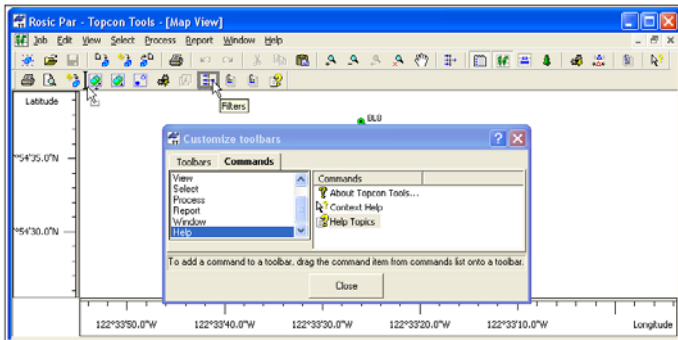 Rosic Par - Topcon Tools - [Map View]
Job Edit View Select Process Report Window Help
Filters
Latitude
BLU
Customize toolbars
Toolbars Commands
°54'35.0"N
View
Select
Process
Report
Window
Help
Commands
About Topcon Tools...
Context Help
Help Topics
°54'30.0"N
To add a command to a toolbar, drag the command item from commands list onto a toolbar.
Close
122°33'50.0"W 122°33'40.0"W 122°33'30.0"W 122°33'20.0"W 122°33'10.0"W Longitude